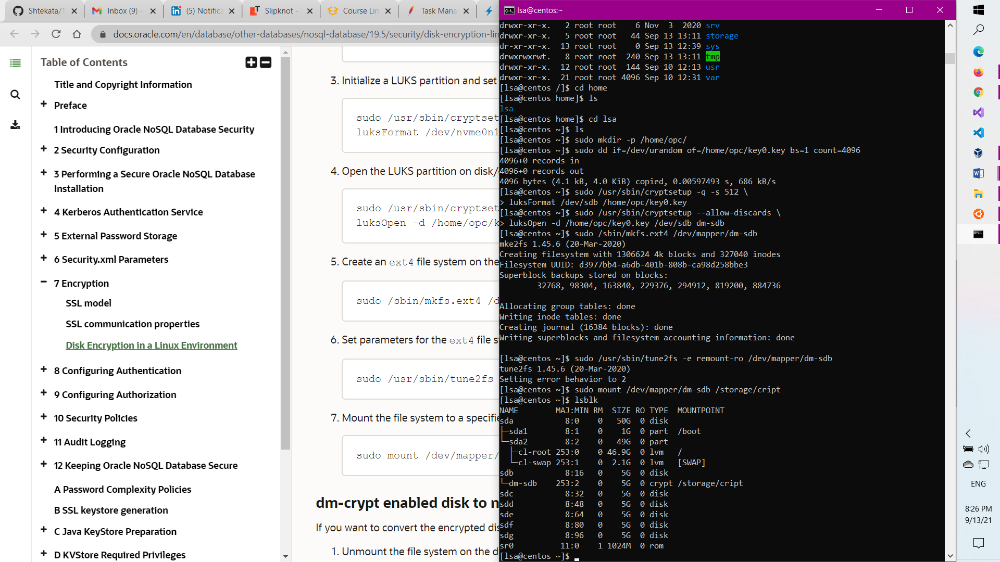 Shtekata/1
Inbox (9) -
(5) Notifica
Slipknot -
Course Lin
Task Mana
docs.oracle.com/en/database/other-databases/nosql-database/19.5/security/disk-encryption-lin
Table of Contents
Title and Copyright Information
Preface
1 Introducing Oracle NoSQL Database Security
2 Security Configuration
3 Performing a Secure Oracle NoSQL Database
Installation
4 Kerberos Authentication Service
5 External Password Storage
6 Security.xml Parameters
7 Encryption
SSL model
SSL communication properties
Disk Encryption in a Linux Environment
8 Configuring Authentication
9 Configuring Authorization
10 Security Policies
11 Audit Logging
12 Keeping Oracle NoSQL Database Secure
A Password Complexity Policies
B SSL keystore generation
C Java KeyStore Preparation
D KVStore Required Privileges
3. Initialize a LUKS partition and set
sudo /usr/sbin/cryptset
luksFormat /dev/nvme0n1
4. Open the LUKS partition on disk/
sudo /usr/sbin/cryptset
luksOpen -d /home/opc/k
5. Create an ext4 file system on the
sudo /sbin/mkfs.ext4 /d
6. Set parameters for the ext4 file s
sudo /usr/sbin/tune2fs
7. Mount the file system to a specifie
sudo mount /dev/mapper/
dm-crypt enabled disk to n
If you want to convert the encrypted dis
1. Unmount the file system on the d
lsa@centos:~
drwxr-xr-x.   2 root root    6 Nov  3  2020 srv
drwxr-xr-x.   5 root root   44 Sep 13 13:11 storage
dr-xr-xr-x.  13 root root    0 Sep 13 12:39 sys
drwxrwxrwt.   8 root root  240 Sep 13 13:11 tmp
drwxr-xr-x.  12 root root  144 Sep 10 12:13 usr
drwxr-xr-x.  21 root root 4096 Sep 10 12:31 var
[lsa@centos /]$ cd home
[lsa@centos home]$ ls
lsa
[lsa@centos home]$ cd lsa
[lsa@centos ~]$ ls
[lsa@centos ~]$ sudo mkdir -p /home/opc/
[lsa@centos ~]$ sudo dd if=/dev/urandom of=/home/opc/key0.key bs=1 count=4096
4096+0 records in
4096+0 records out
4096 bytes (4.1 kB, 4.0 KiB) copied, 0.00597493 s, 686 kB/s
[lsa@centos ~]$ sudo /usr/sbin/cryptsetup -q -s 512 \
> luksFormat /dev/sdb /home/opc/key0.key
[lsa@centos ~]$ sudo /usr/sbin/cryptsetup --allow-discards \
> luksOpen -d /home/opc/key0.key /dev/sdb dm-sdb
[lsa@centos ~]$ sudo /sbin/mkfs.ext4 /dev/mapper/dm-sdb
mke2fs 1.45.6 (20-Mar-2020)
Creating filesystem with 1306624 4k blocks and 327040 inodes
Filesystem UUID: d3977bb4-a6db-401b-808b-ca98d258bbe3
Superblock backups stored on blocks:
32768, 98304, 163840, 229376, 294912, 819200, 884736
Allocating group tables: done
Writing inode tables: done
Creating journal (16384 blocks): done
Writing superblocks and filesystem accounting information: done
[lsa@centos ~]$ sudo /usr/sbin/tune2fs -e remount-ro /dev/mapper/dm-sdb
tune2fs 1.45.6 (20-Mar-2020)
Setting error behavior to 2
[lsa@centos ~]$ sudo mount /dev/mapper/dm-sdb /storage/cript
[lsa@centos ~]$ lsblk
NAME        MAJ:MIN RM  SIZE RO TYPE  MOUNTPOINT
sda           8:0    0   50G  0 disk
├─sda1        8:1    0    1G  0 part  /boot
└─sda2        8:2    0   49G  0 part
  ├─cl-root 253:0    0 46.9G  0 lvm   /
  └─cl-swap 253:1    0  2.1G  0 lvm   [SWAP]
sdb           8:16   0    5G  0 disk
└─dm-sdb    253:2    0    5G  0 crypt /storage/cript
sdc           8:32   0    5G  0 disk
sdd           8:48   0    5G  0 disk
sde           8:64   0    5G  0 disk
sdf           8:80   0    5G  0 disk
sdg           8:96   0    5G  0 disk
sr0          11:0    1 1024M  0 rom
[lsa@centos ~]$
ENG
8:26 PM
9/13/21